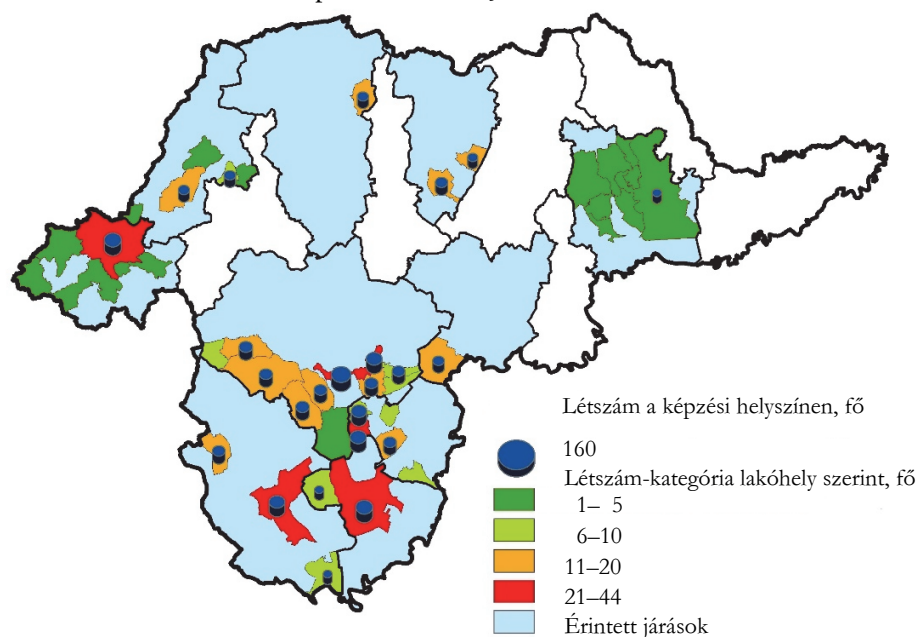 Létszám a képzési helyszínen, fő
160
Létszám-kategória lakóhely szerint, fő
1– 5
6–10
11–20
21–44
Érintett járások